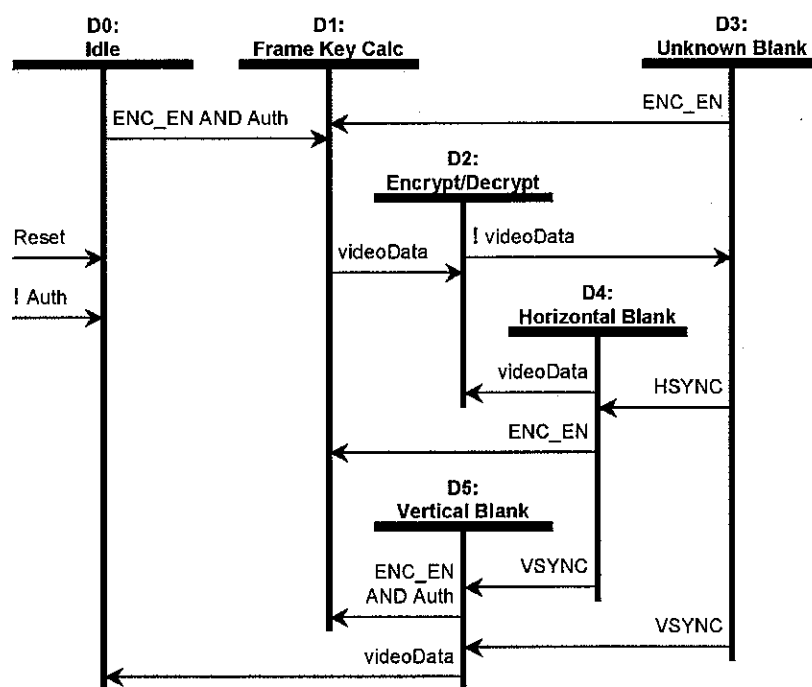 D0:
Idle
D1:
Frame Key Calc
D3:
Unknown Blank
ENC_EN AND Auth
ENC_EN
D2:
Encrypt/Decrypt
Reset
videoData
! videoData
! Auth
D4:
Horizontal Blank
videoData
HSYNC
ENC_EN
D5:
Vertical Blank
ENC_EN
AND Auth
VSYNC
VSYNC
videoData